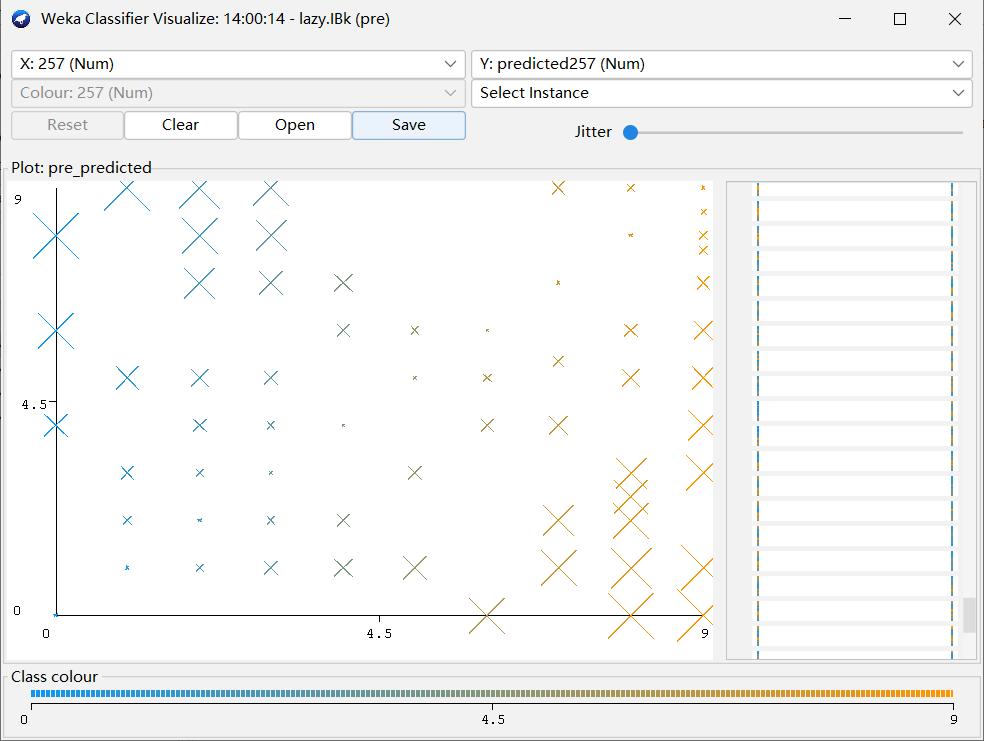 Weka Classifier Visualize: 14:00:14 - lazy.IBk (pre)
X: 257 (Num)
Y: predicted257 (Num)
Colour: 257 (Num)
Select Instance
Reset
Clear
Open
Save
Jitter
Plot: pre_predicted
9
4.5
0
0
4.5
9
Class colour
0
4.5
9